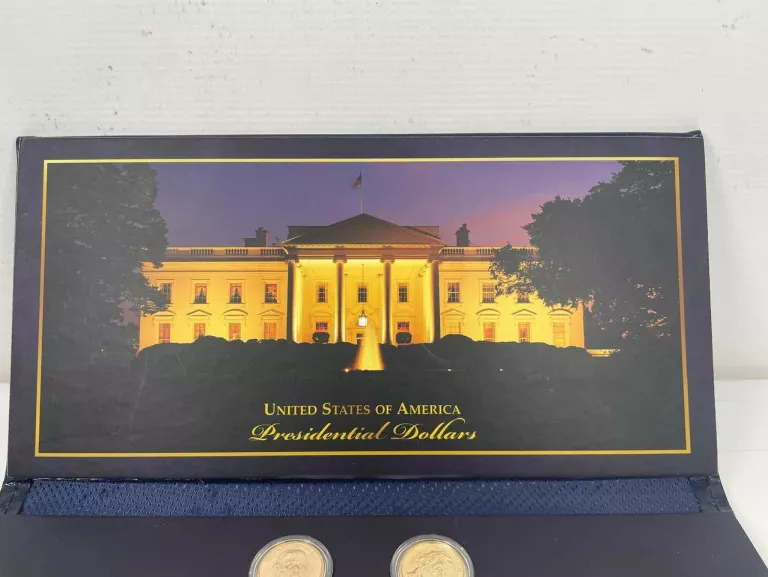 United States of America
Presidential Dollars